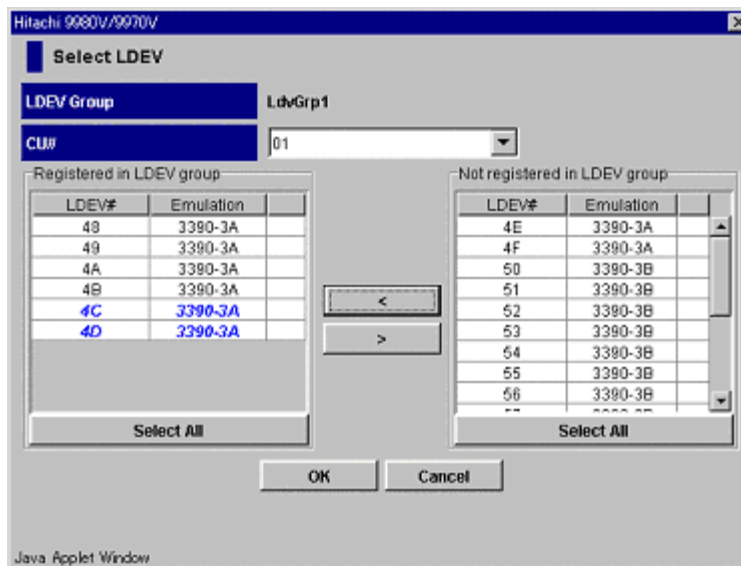 Hitachi 9980V/9970V
Select LDEV
LDEV Group LdvGrp1
CU# 01
Registered in LDEV group
LDEV# Emulation
48 3390-3A
49 3390-3A
4A 3390-3A
4B 3390-3A
4C 3390-3A
4D 3390-3A
Select All
<
>
Not registered in LDEV group
LDEV# Emulation
4E 3390-3A
4F 3390-3A
50 3390-3B
51 3390-3B
52 3390-3B
53 3390-3B
54 3390-3B
55 3390-3B
56 3390-3B
Select All
OK Cancel
Java Applet Window